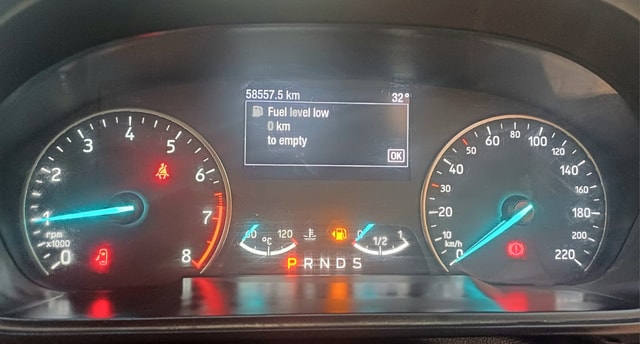 58557.5 km 32°
Fuel level low
0 km
to empty
OK
0 1 2 3 4 5 6 7 8
rpm
x1000
60 °C 120
0 1/2 1
P R N D S
0 10 20 30 40 50 60 80 100 120 140 160 180 200 220
km/h